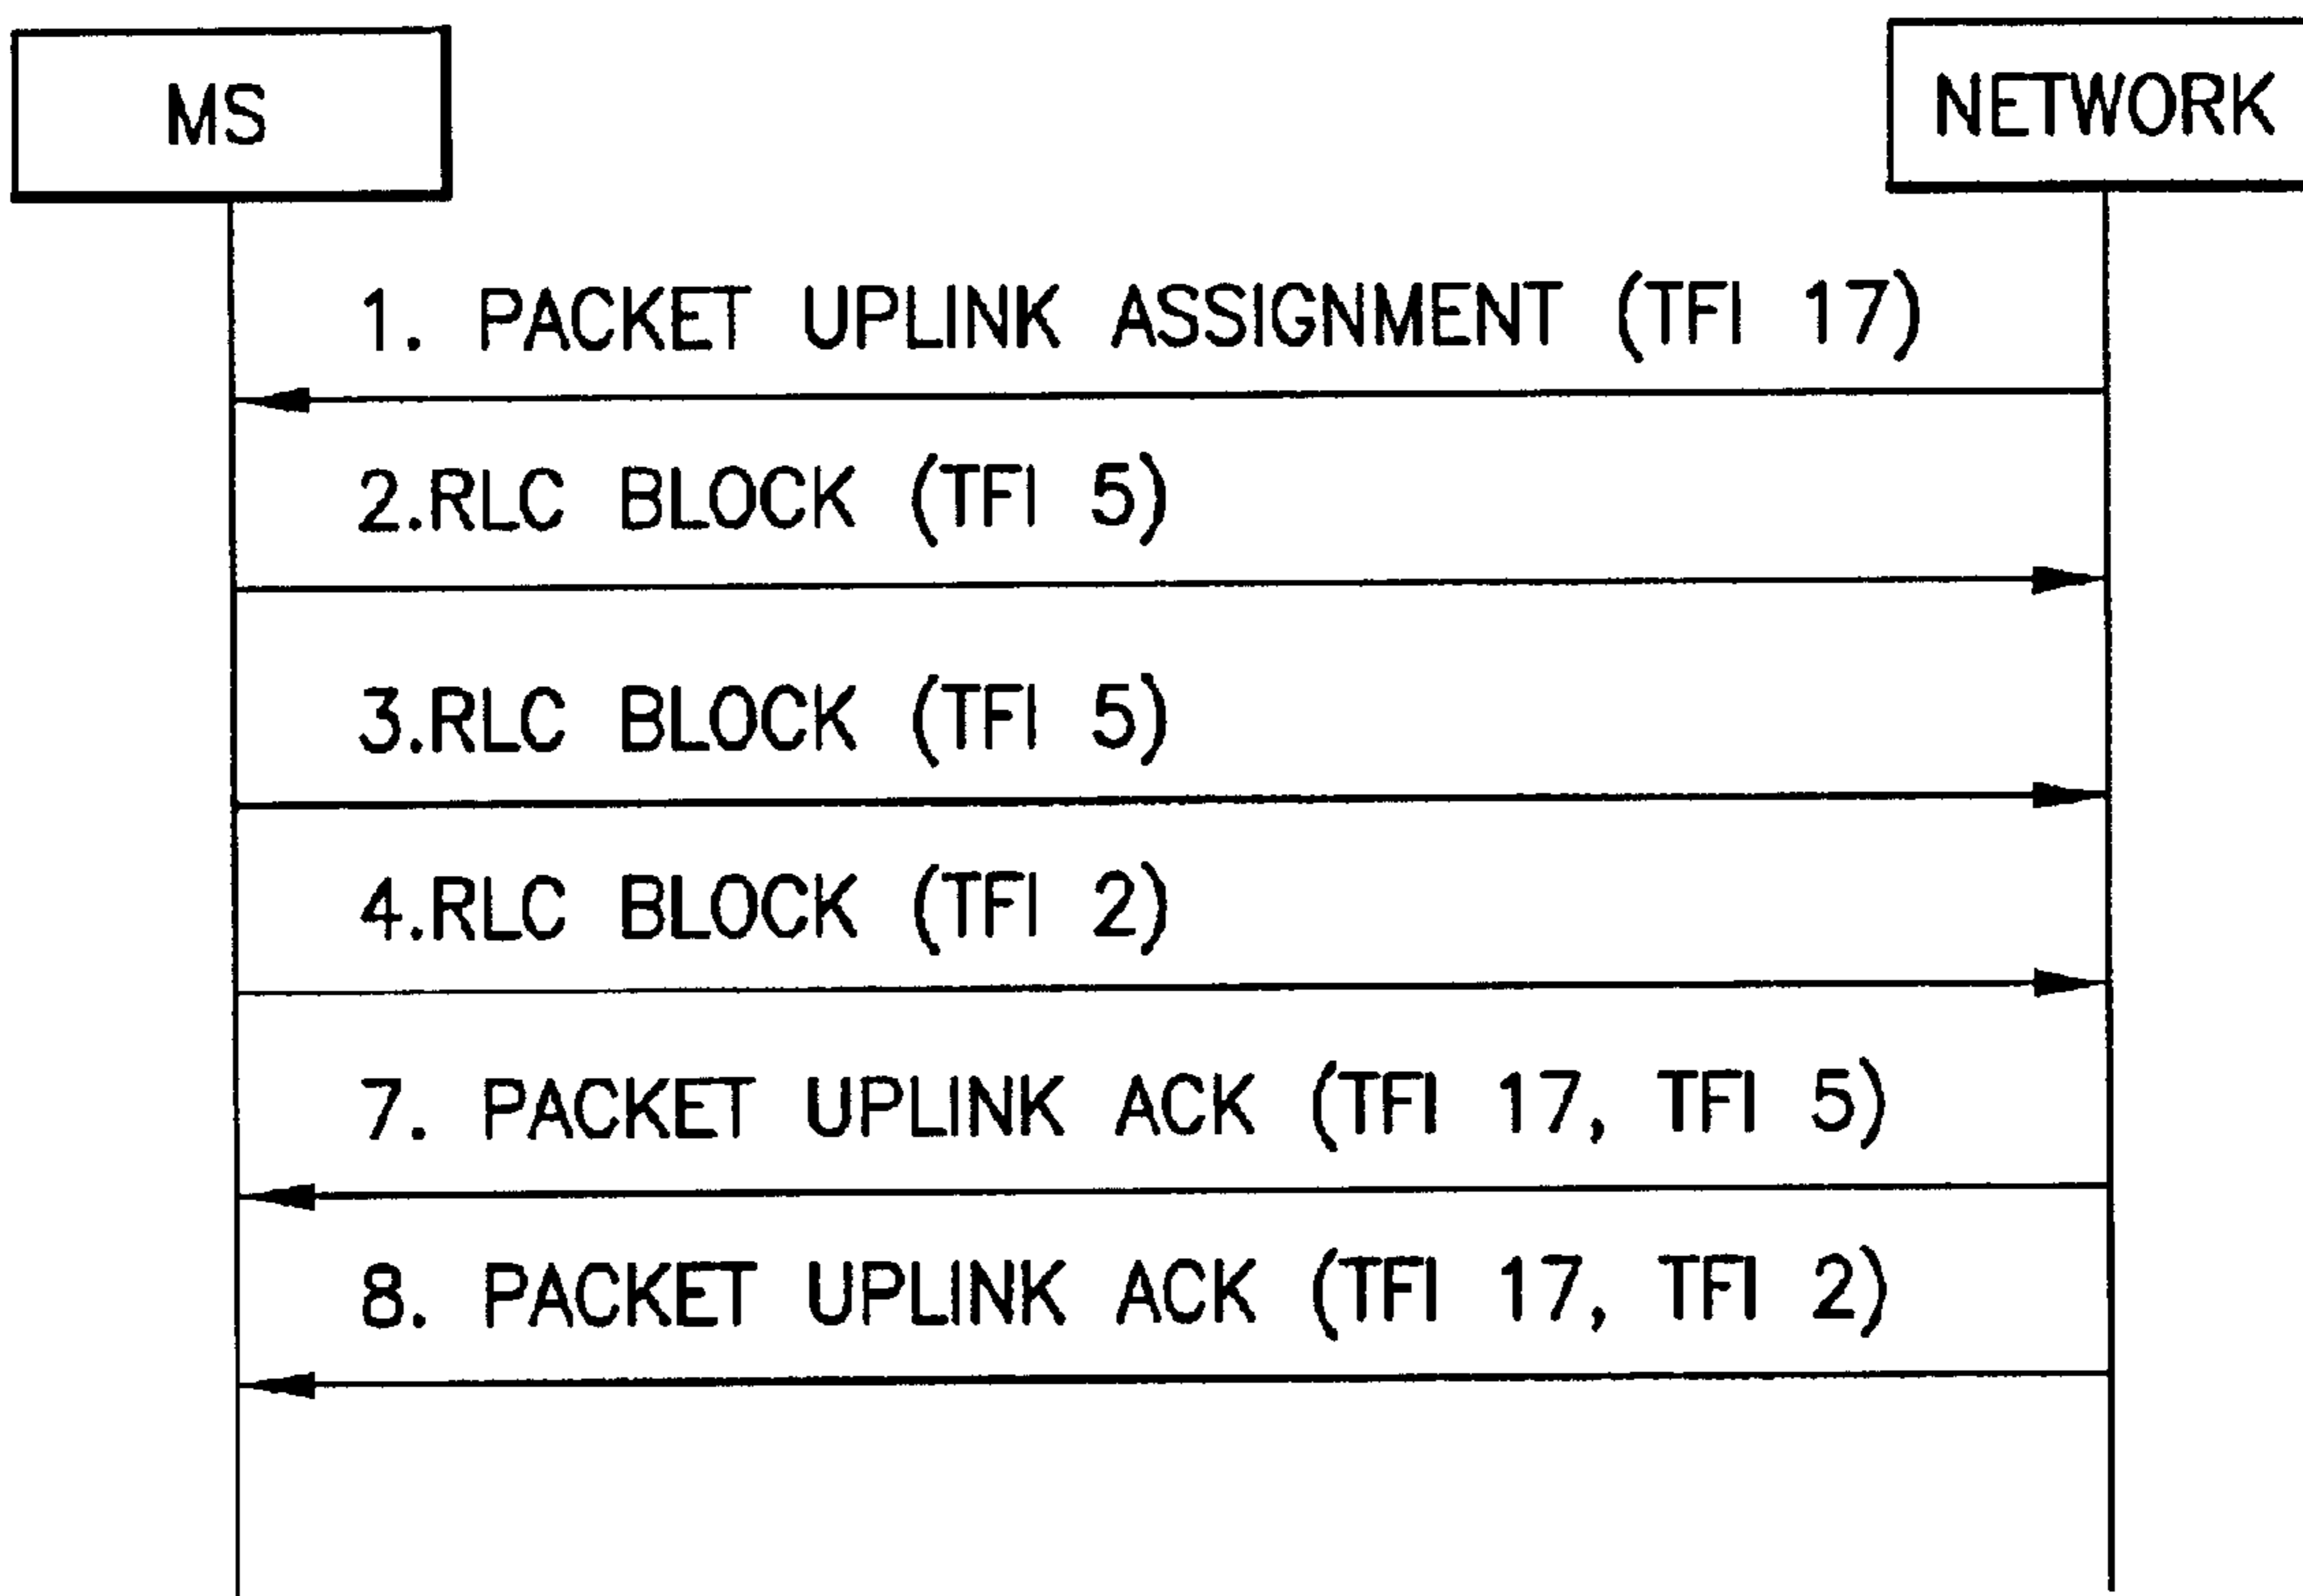 MS
NETWORK
1. PACKET UPLINK ASSIGNMENT (TFI 17)
2.RLC BLOCK (TFI 5)
3.RLC BLOCK (TFI 5)
4.RLC BLOCK (TFI 2)
7. PACKET UPLINK ACK (TFI 17, TFI 5)
8. PACKET UPLINK ACK (TFI 17, TFI 2)